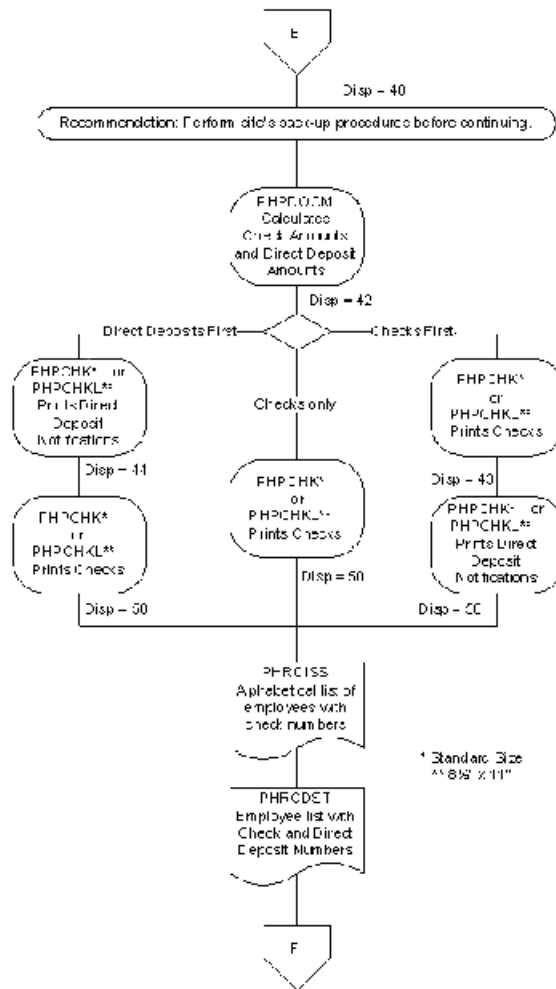 E
Disp = 40
Recommendation: Perform site's back-up procedures before continuing.
Calculates
Check Amounts
and Direct Deposit
Amounts
Disp = 42
Direct Deposits First
Checks First
PHPCHK* or
PHPCHKL**
Prints Direct
Deposit
Notifications
Checks only
PHPCHK*
or
PHPCHKL**
Prints Checks
Disp = 44
Disp = 43
PHPCHK*
or
PHPCHKL**
Prints Checks
PHPCHK*
or
PHPCHKL**
Prints Checks
PHPCHK* or
PHPCHKL**
Prints Direct
Deposit
Notifications
Disp = 50
Disp = 50
Disp = 50
PHRCISS
Alphabetical list of
employees with
check numbers
* Standard Size
** 8½" x 11"
PHRCDST
Employee list with
Check and Direct
Deposit Numbers
F